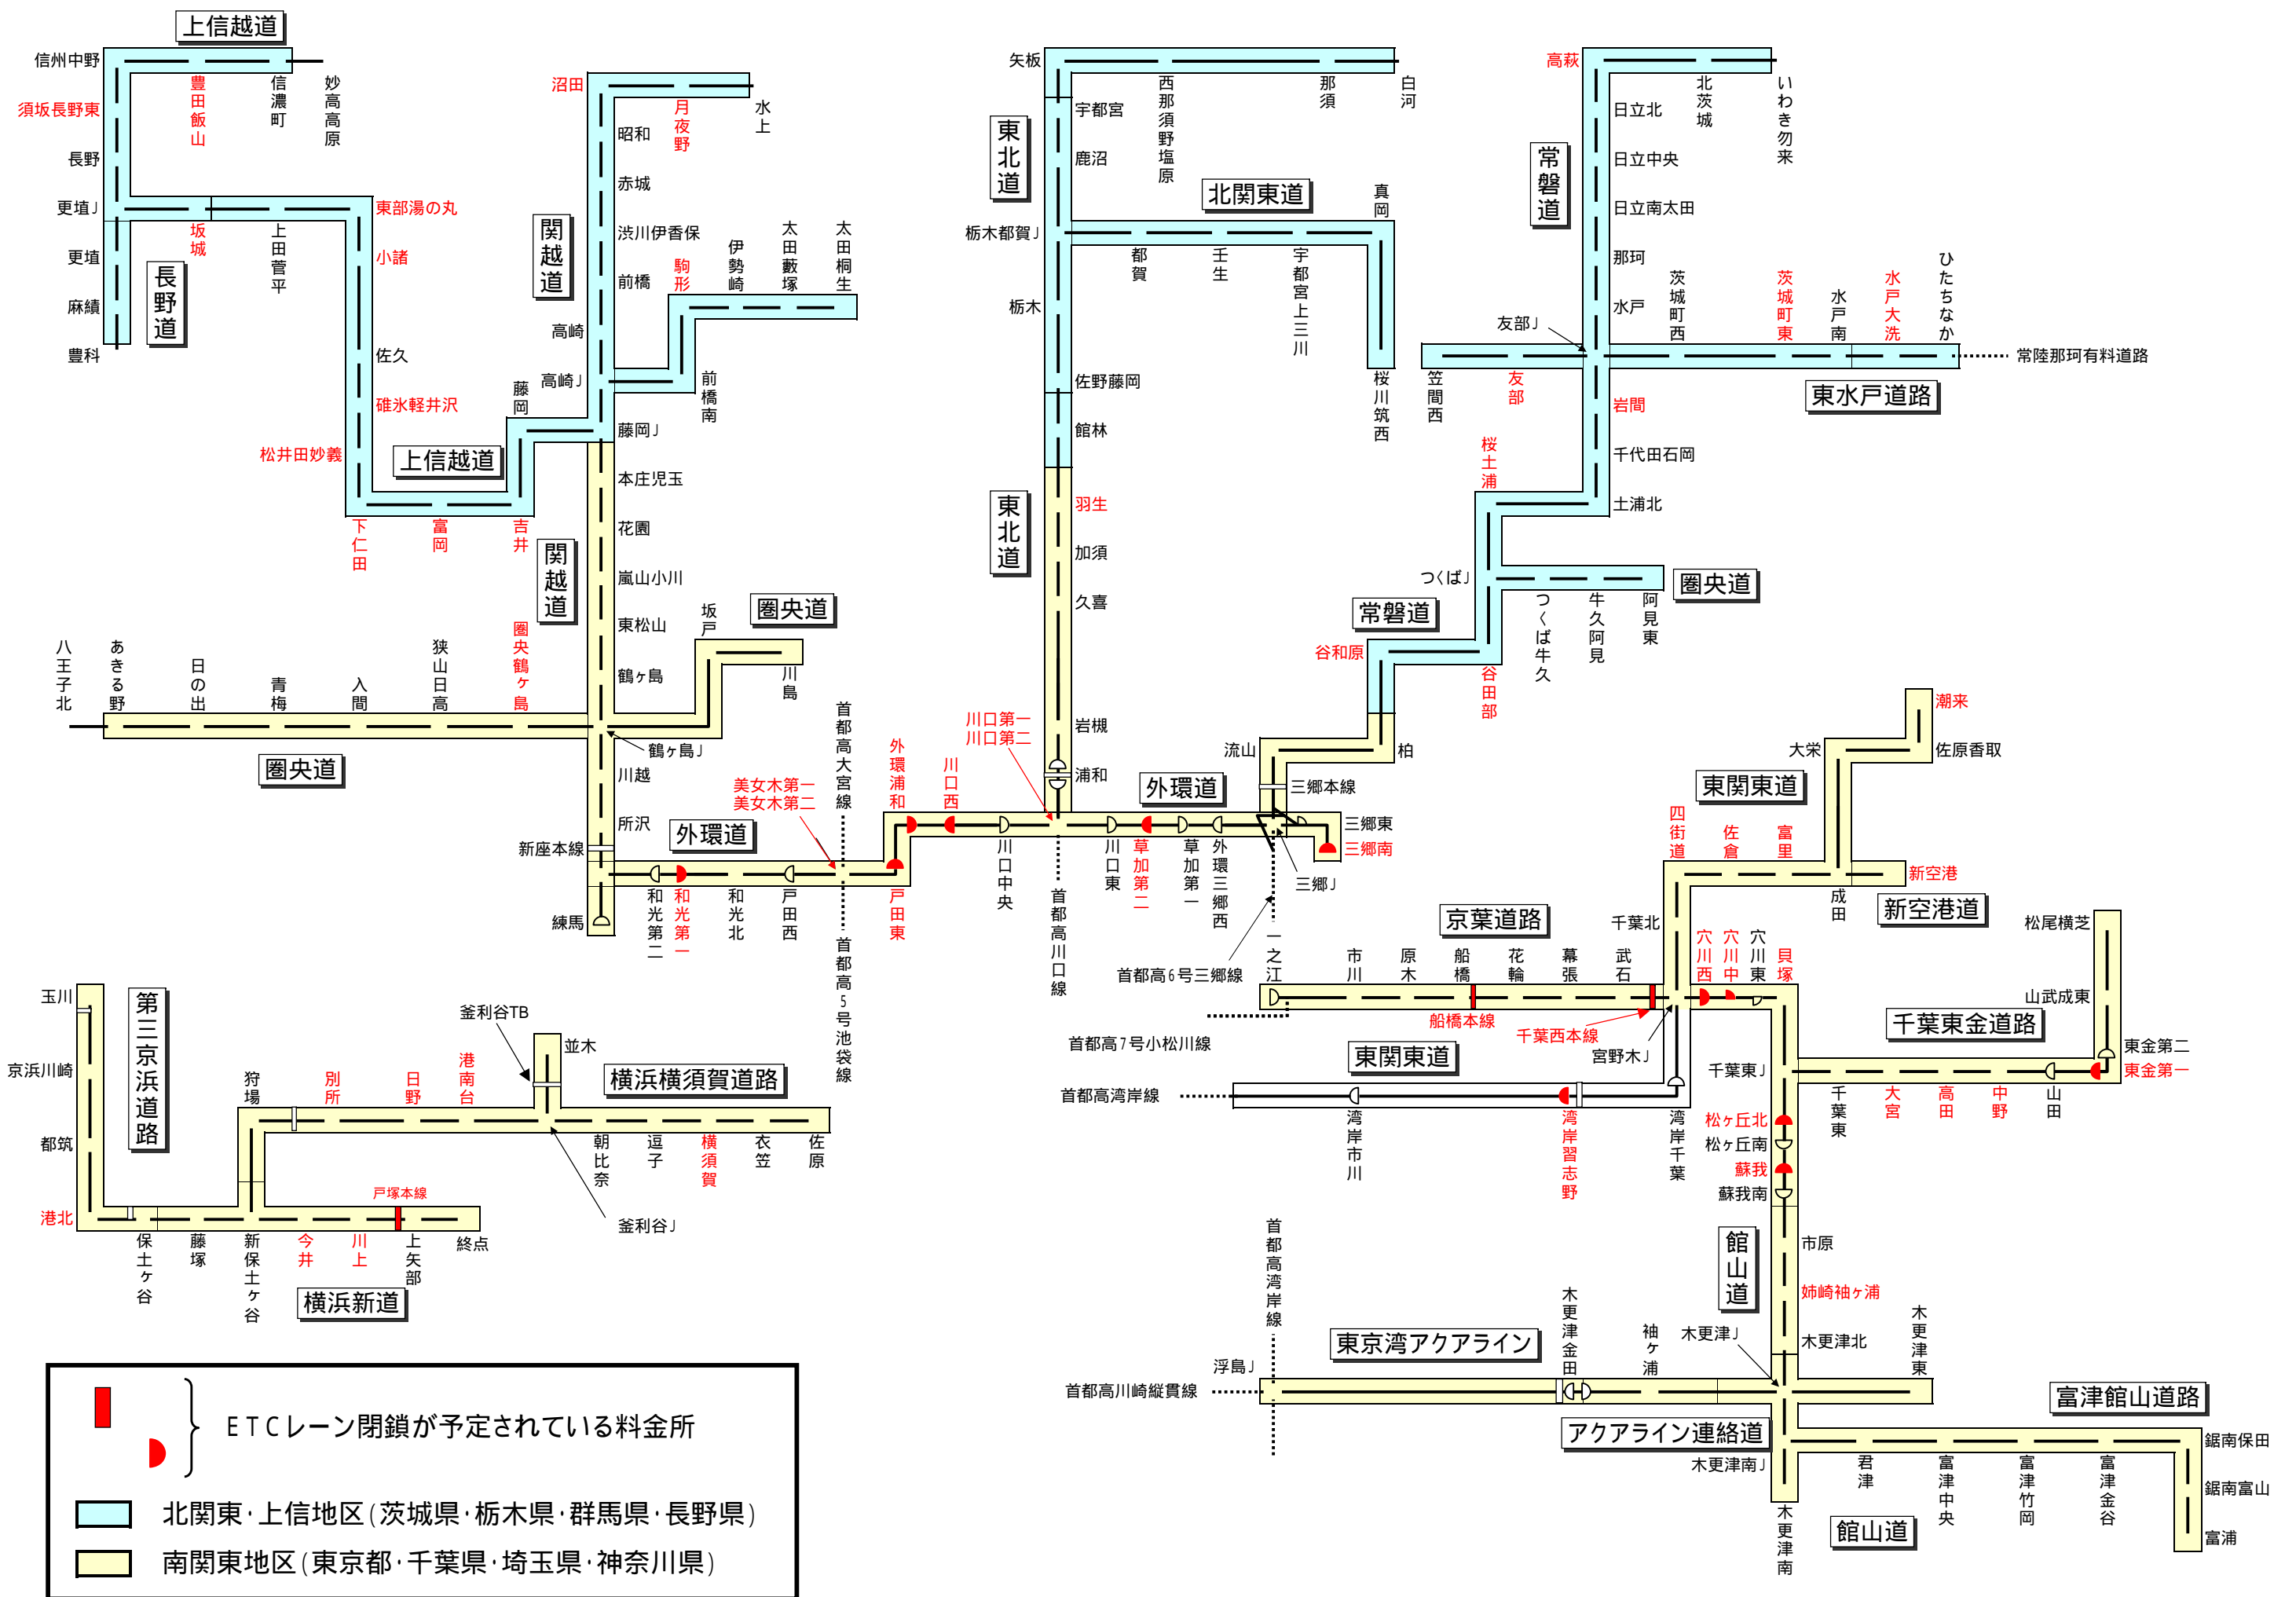 上信越道
信州中野
須坂長野東
長野
更埴J
更埴
麻績
豊科
豊田飯山
信濃町
妙高高原
長野道
坂城
上田菅平
東部湯の丸
小諸
佐久
碓氷軽井沢
松井田妙義
上信越道
下仁田
富岡
吉井
藤岡
沼田
月夜野
水上
昭和
赤城
渋川伊香保
前橋
関越道
高崎
高崎J
駒形
伊勢崎
太田藪塚
太田桐生
前橋南
藤岡J
本庄児玉
花園
嵐山小川
東松山
鶴ヶ島
関越道
圏央道
坂戸
川島
八王子北
あきる野
日の出
青梅
入間
狭山日高
圏央鶴ヶ島
圏央道
鶴ヶ島J
川越
所沢
新座本線
練馬
外環道
和光第二
和光第一
和光北
戸田西
美女木第一
美女木第二
首都高大宮線
首都高5号池袋線
外環浦和
戸田東
川口西
川口中央
川口第一
川口第二
首都高川口線
矢板
西那須野塩原
那須
白河
東北道
宇都宮
鹿沼
北関東道
真岡
栃木都賀J
都賀
壬生
宇都宮上三川
桜川筑西
栃木
佐野藤岡
館林
東北道
羽生
加須
久喜
岩槻
浦和
外環道
川口東
草加第二
草加第一
外環三郷西
三郷本線
三郷東
三郷南
三郷J
首都高6号三郷線
流山
柏
常磐道
谷和原
谷田部
つくばJ
つくば牛久
牛久阿見
阿見東
圏央道
桜土浦
土浦北
千代田石岡
岩間
常磐道
高萩
北茨城
いわき勿来
日立北
日立中央
日立南太田
那珂
水戸
友部J
笠間西
友部
茨城町西
茨城町東
水戸南
水戸大洗
ひたちなか
常陸那珂有料道路
東水戸道路
潮来
佐原香取
大栄
東関東道
四街道
佐倉
富里
成田
新空港
新空港道
千葉北
京葉道路
一之江
市川
原木
船橋
花輪
幕張
武石
穴川西
穴川中
穴川東
貝塚
船橋本線
千葉西本線
宮野木J
首都高7号小松川線
東関東道
首都高湾岸線
湾岸市川
湾岸習志野
湾岸千葉
千葉東J
松ヶ丘北
松ヶ丘南
蘇我
蘇我南
松尾横芝
山武成東
千葉東金道路
東金第二
東金第一
千葉東
大宮
高田
中野
山田
館山道
市原
姉崎袖ヶ浦
木更津北
木更津J
木更津東
首都高湾岸線
浮島J
首都高川崎縦貫線
東京湾アクアライン
木更津金田
袖ヶ浦
アクアライン連絡道
木更津南J
木更津南
富津館山道路
君津
富津中央
富津竹岡
富津金谷
鋸南保田
鋸南富山
富浦
館山道
玉川
第三京浜道路
京浜川崎
都筑
港北
保土ヶ谷
藤塚
新保土ヶ谷
今井
川上
戸塚本線
上矢部
終点
横浜新道
狩場
別所
日野
港南台
釜利谷TB
並木
横浜横須賀道路
朝比奈
逗子
横須賀
衣笠
佐原
釜利谷J
ETCレーン閉鎖が予定されている料金所
北関東・上信地区(茨城県・栃木県・群馬県・長野県)
南関東地区(東京都・千葉県・埼玉県・神奈川県)